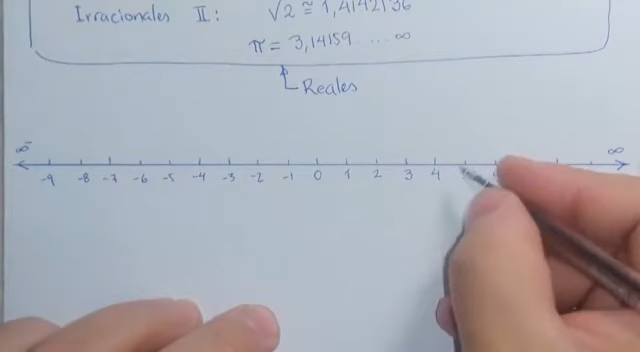 Irracionales II: √2 ≅ 1,4142136
π = 3,14159.....∞
Reales
∞⁻ ∞
-9 -8 -7 -6 -5 -4 -3 -2 -1 0 1 2 3 4